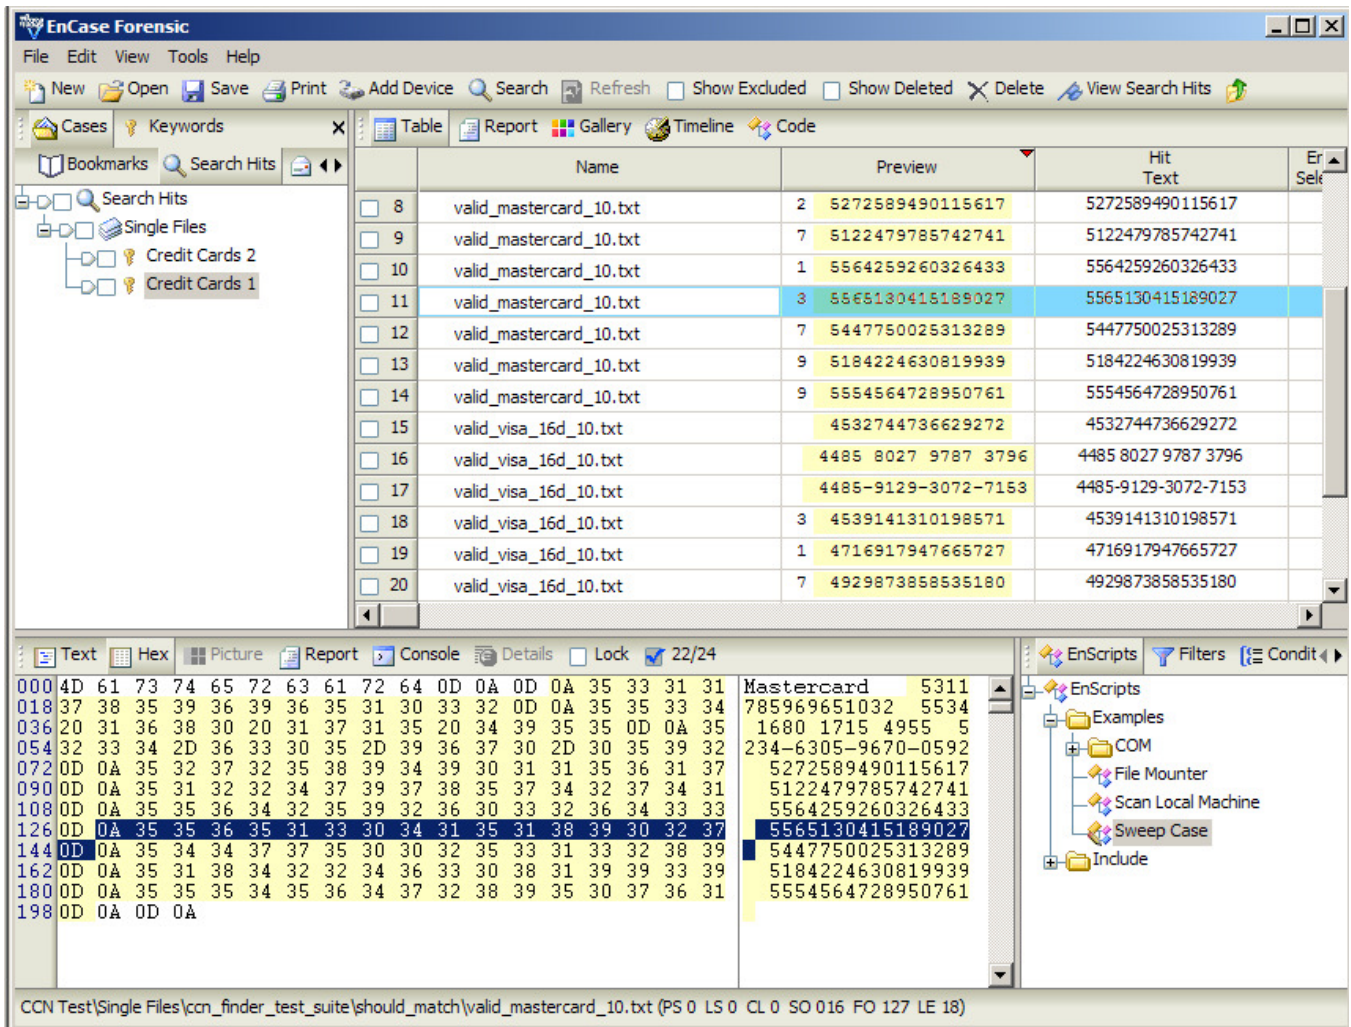 EnCase Forensic
File Edit View Tools Help
New Open Save Print Add Device Search Refresh Show Excluded Show Deleted Delete View Search Hits
Cases Keywords
Table Report Gallery Timeline Code
Bookmarks Search Hits
Name Preview Hit Text
Search Hits
Single Files
Credit Cards 2
Credit Cards 1
8 valid_mastercard_10.txt 2 5272589490115617 5272589490115617
9 valid_mastercard_10.txt 7 5122479785742741 5122479785742741
10 valid_mastercard_10.txt 1 5564259260326433 5564259260326433
11 valid_mastercard_10.txt 3 5565130415189027 5565130415189027
12 valid_mastercard_10.txt 7 5447750025313289 5447750025313289
13 valid_mastercard_10.txt 9 5184224630819939 5184224630819939
14 valid_mastercard_10.txt 9 5554564728950761 5554564728950761
15 valid_visa_16d_10.txt 4532744736629272 4532744736629272
16 valid_visa_16d_10.txt 4485 8027 9787 3796 4485 8027 9787 3796
17 valid_visa_16d_10.txt 4485-9129-3072-7153 4485-9129-3072-7153
18 valid_visa_16d_10.txt 3 4539141310198571 4539141310198571
19 valid_visa_16d_10.txt 1 4716917947665727 4716917947665727
20 valid_visa_16d_10.txt 7 4929873858535180 4929873858535180
Text Hex Picture Report Console Details Lock 22/24
000 4D 61 73 74 65 72 63 61 72 64 0D 0A 0D 0A 35 33 31 31 Mastercard 5311
018 37 38 35 39 36 39 36 35 31 30 33 32 0D 0A 35 35 33 34 785969651032 5534
036 20 31 36 38 30 20 31 37 31 35 20 34 39 35 35 0D 0A 35 1680 1715 4955 5
054 32 33 34 2D 36 33 30 35 2D 39 36 37 30 2D 30 35 39 32 234-6305-9670-0592
072 0D 0A 35 32 37 32 35 38 39 34 39 30 31 31 35 36 31 37 5272589490115617
090 0D 0A 35 31 32 32 34 37 39 37 38 35 37 34 32 37 34 31 5122479785742741
108 0D 0A 35 35 36 34 32 35 39 32 36 30 33 32 36 34 33 33 5564259260326433
126 0D 0A 35 35 36 35 31 33 30 34 31 35 31 38 39 30 32 37 5565130415189027
144 0D 0A 35 34 34 37 37 35 30 30 32 35 33 31 33 32 38 39 5447750025313289
162 0D 0A 35 31 38 34 32 32 34 36 33 30 38 31 39 39 33 39 5184224630819939
180 0D 0A 35 35 35 34 35 36 34 37 32 38 39 35 30 37 36 31 5554564728950761
198 0D 0A 0D 0A
EnScripts Filters Condit
EnScripts
Examples
COM
File Mounter
Scan Local Machine
Sweep Case
Include
CCN Test\Single Files\ccn_finder_test_suite\should_match\valid_mastercard_10.txt (PS 0 LS 0 CL 0 SO 016 FO 127 LE 18)